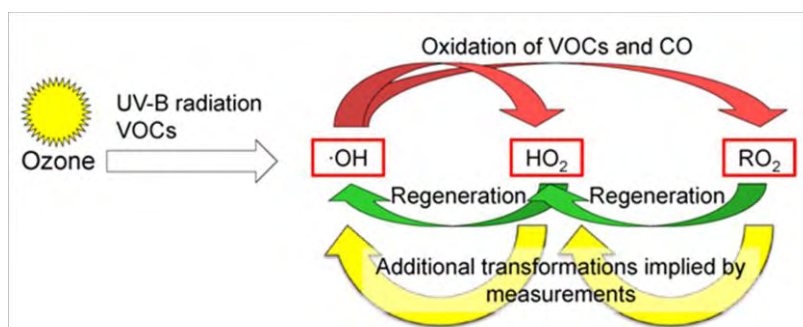 Oxidation of VOCs and CO
UV-B radiation
VOCs
Ozone
·OH
HO₂
RO₂
Regeneration
Regeneration
Additional transformations implied by
measurements